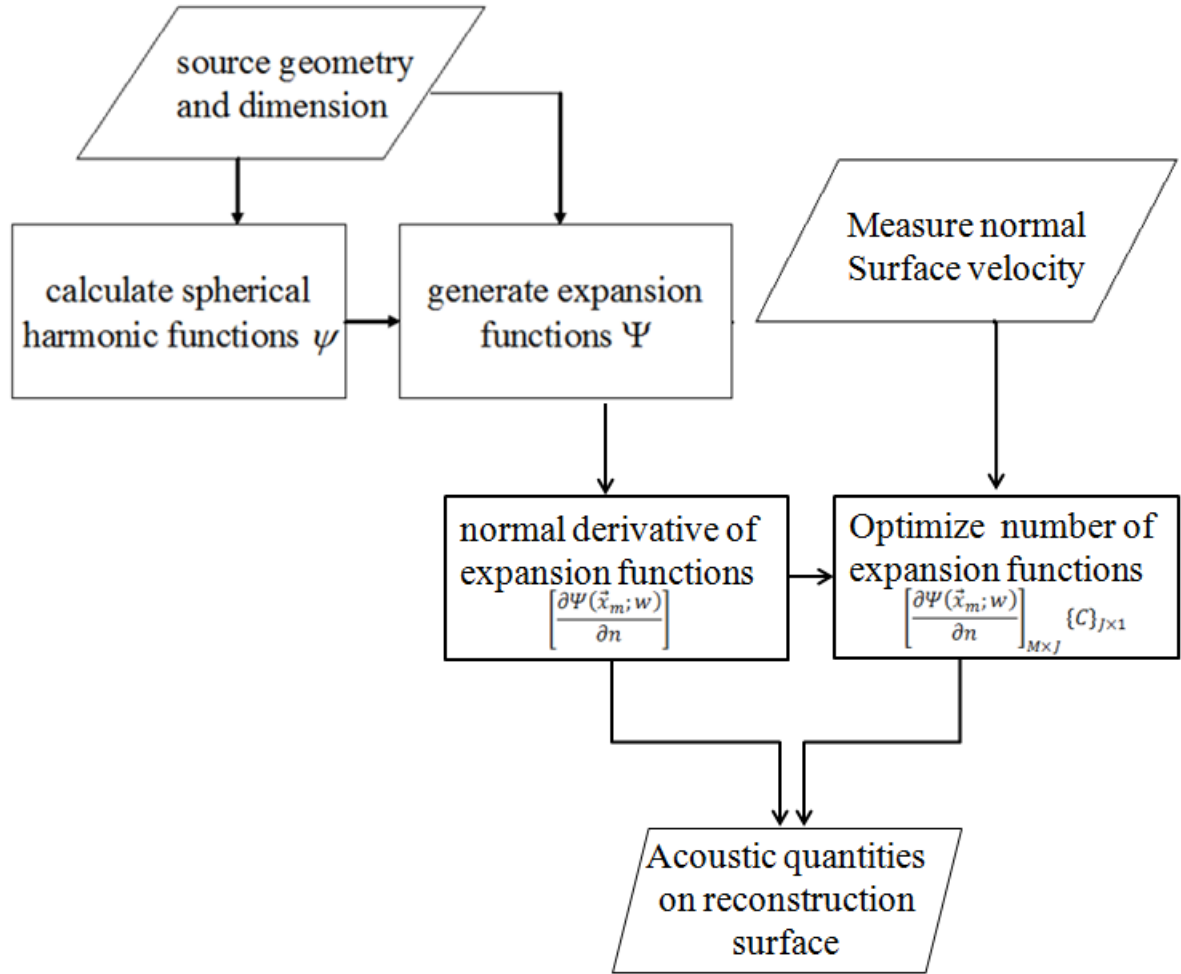 source geometry
and dimension
calculate spherical
harmonic functions ψ
generate expansion
functions Ψ
Measure normal
Surface velocity
normal derivative of
expansion functions
[∂Ψ(x⃗ₘ; w)/∂n]
Optimize number of
expansion functions
[∂Ψ(x⃗ₘ; w)/∂n]_{M×J} {C}_{J×1}
Acoustic quantities
on reconstruction
surface